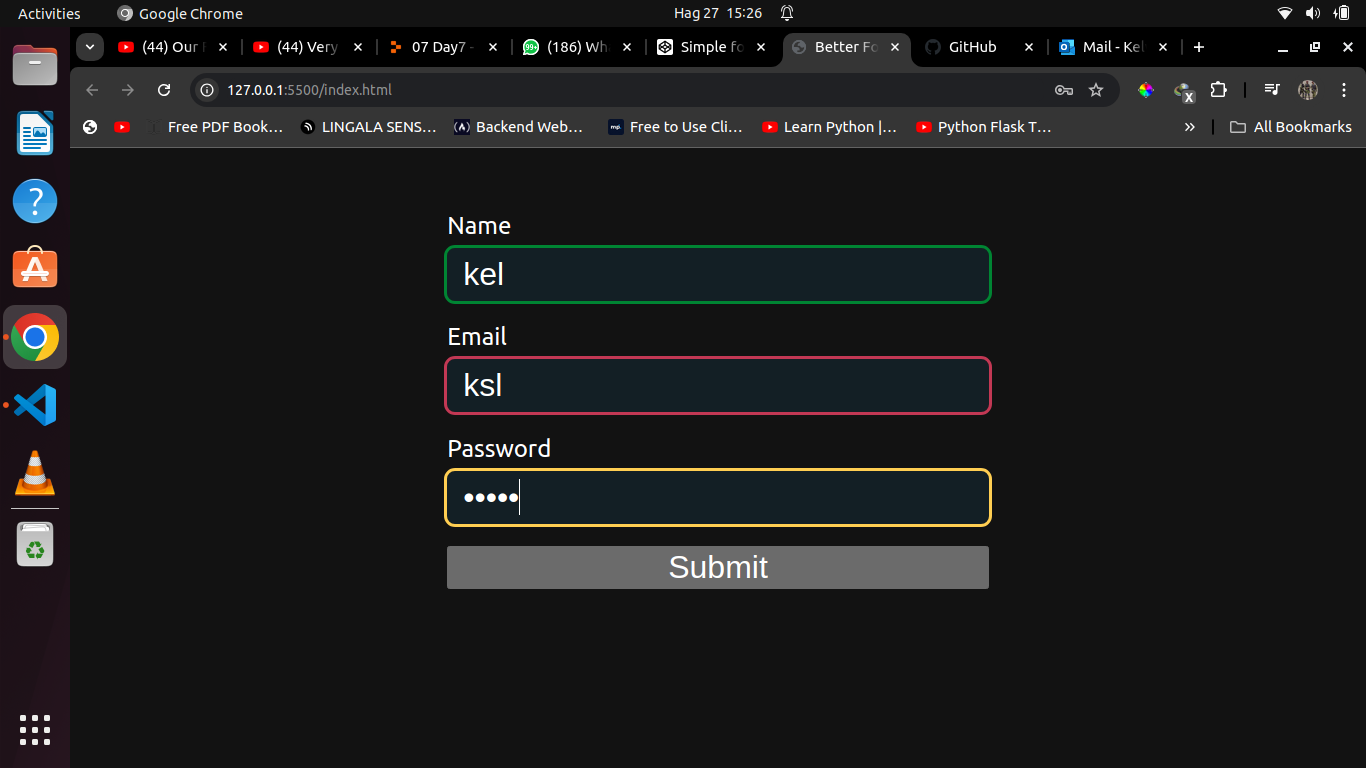 Activities Google Chrome Hag 27 15:26
(44) Our (44) Very 07 Day7 - (186) Wh Simple fo Better Fo GitHub Mail - Kel
127.0.0.1:5500/index.html
Free PDF Book… LINGALA SENS… Backend Web… Free to Use Cli… Learn Python |… Python Flask T… » All Bookmarks
Name
kel
Email
ksl
Password
•••••
Submit